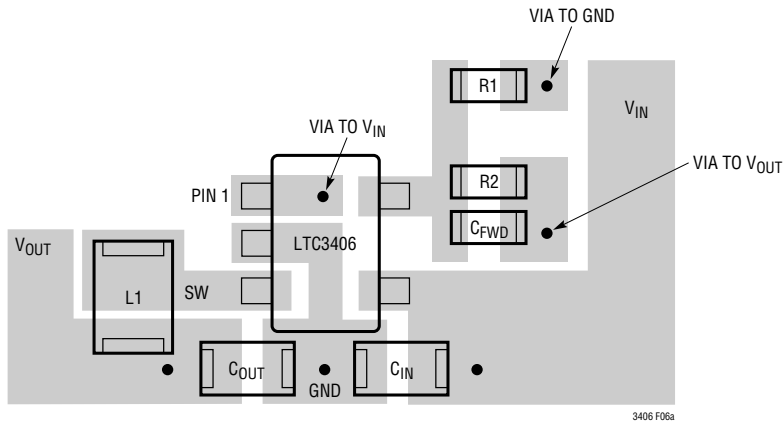 VIA TO GND
R1
VIN
VIA TO VIN
VIA TO VOUT
PIN 1
R2
CFWD
VOUT
LTC3406
L1
SW
COUT
GND
CIN
3406 F06a